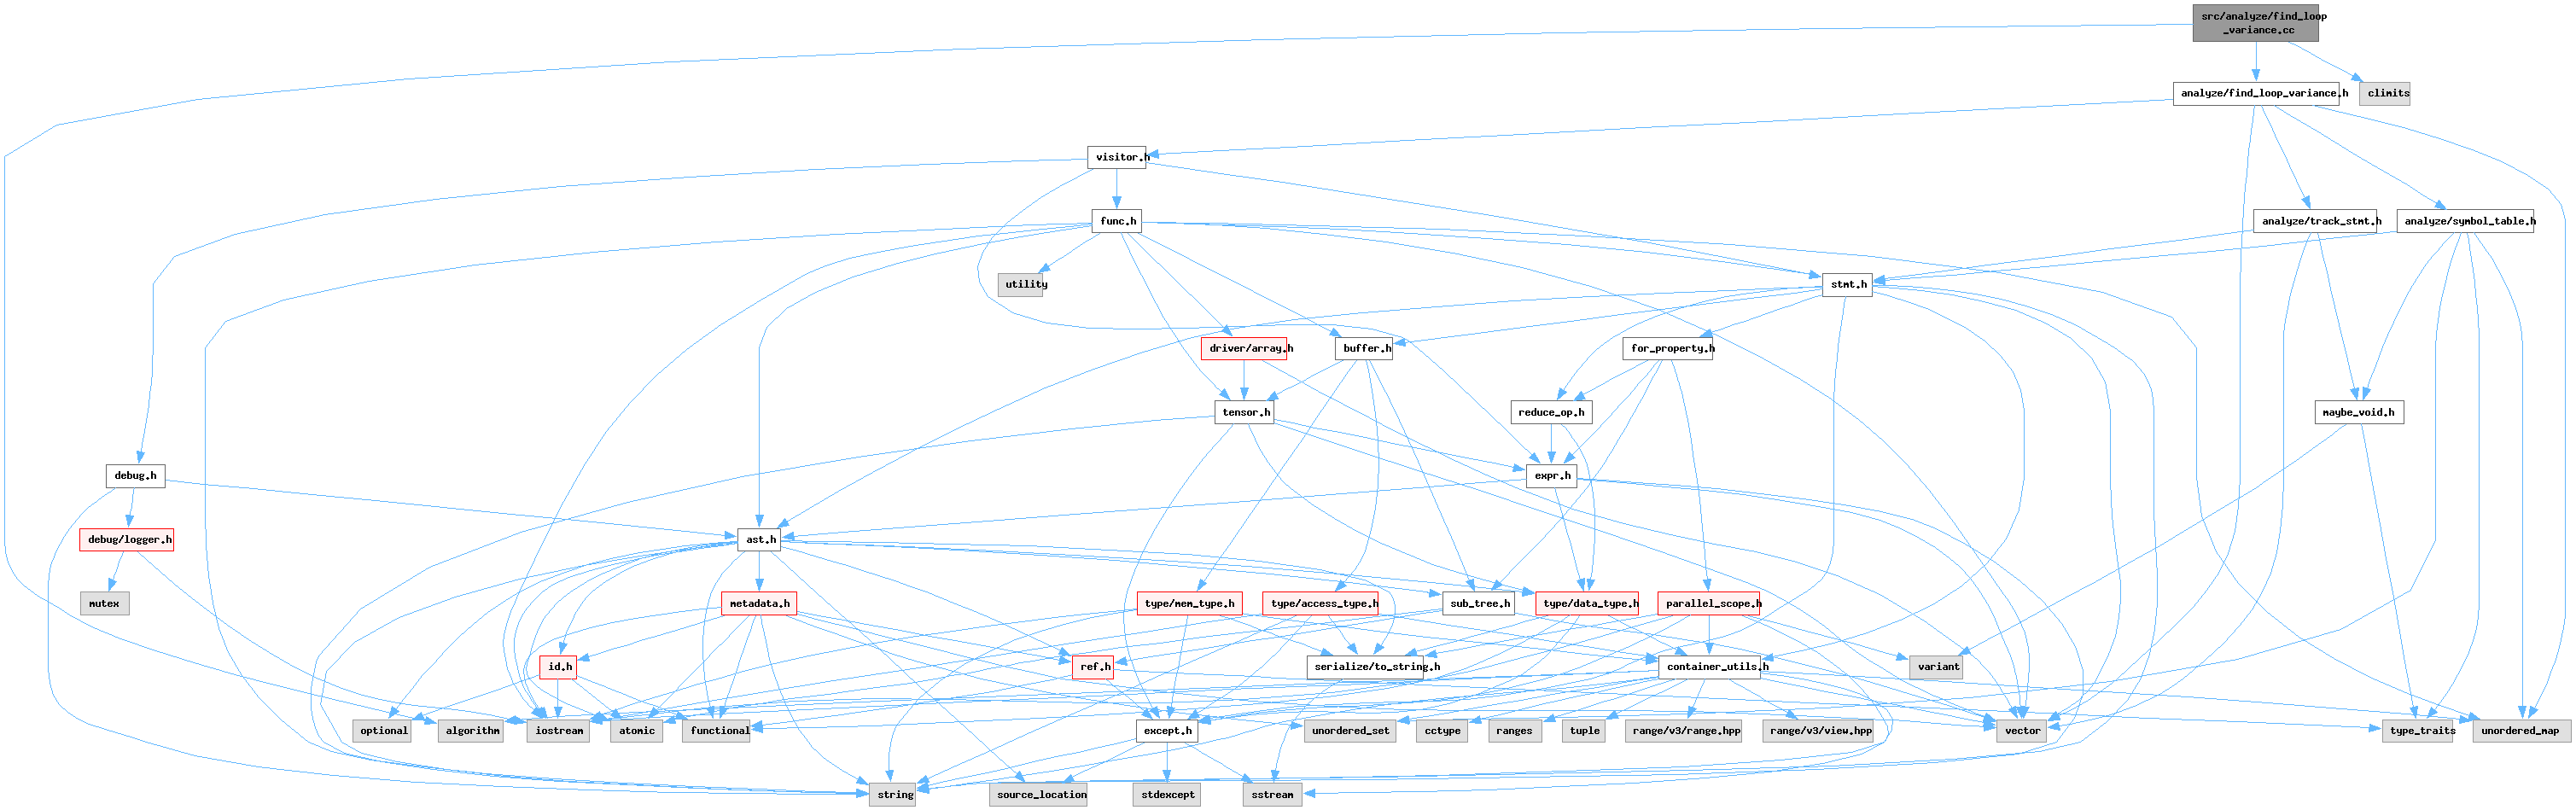 src/analyze/find_loop
_variance.cc
analyze/find_loop_variance.h
climits
visitor.h
func.h
analyze/track_stmt.h
analyze/symbol_table.h
utility
stmt.h
driver/array.h
buffer.h
for_property.h
tensor.h
reduce_op.h
maybe_void.h
debug.h
expr.h
debug/logger.h
ast.h
mutex
metadata.h
type/mem_type.h
type/access_type.h
sub_tree.h
type/data_type.h
parallel_scope.h
id.h
ref.h
serialize/to_string.h
container_utils.h
variant
optional
algorithm
iostream
atomic
functional
except.h
unordered_set
cctype
ranges
tuple
range/v3/range.hpp
range/v3/view.hpp
vector
type_traits
unordered_map
string
source_location
stdexcept
sstream